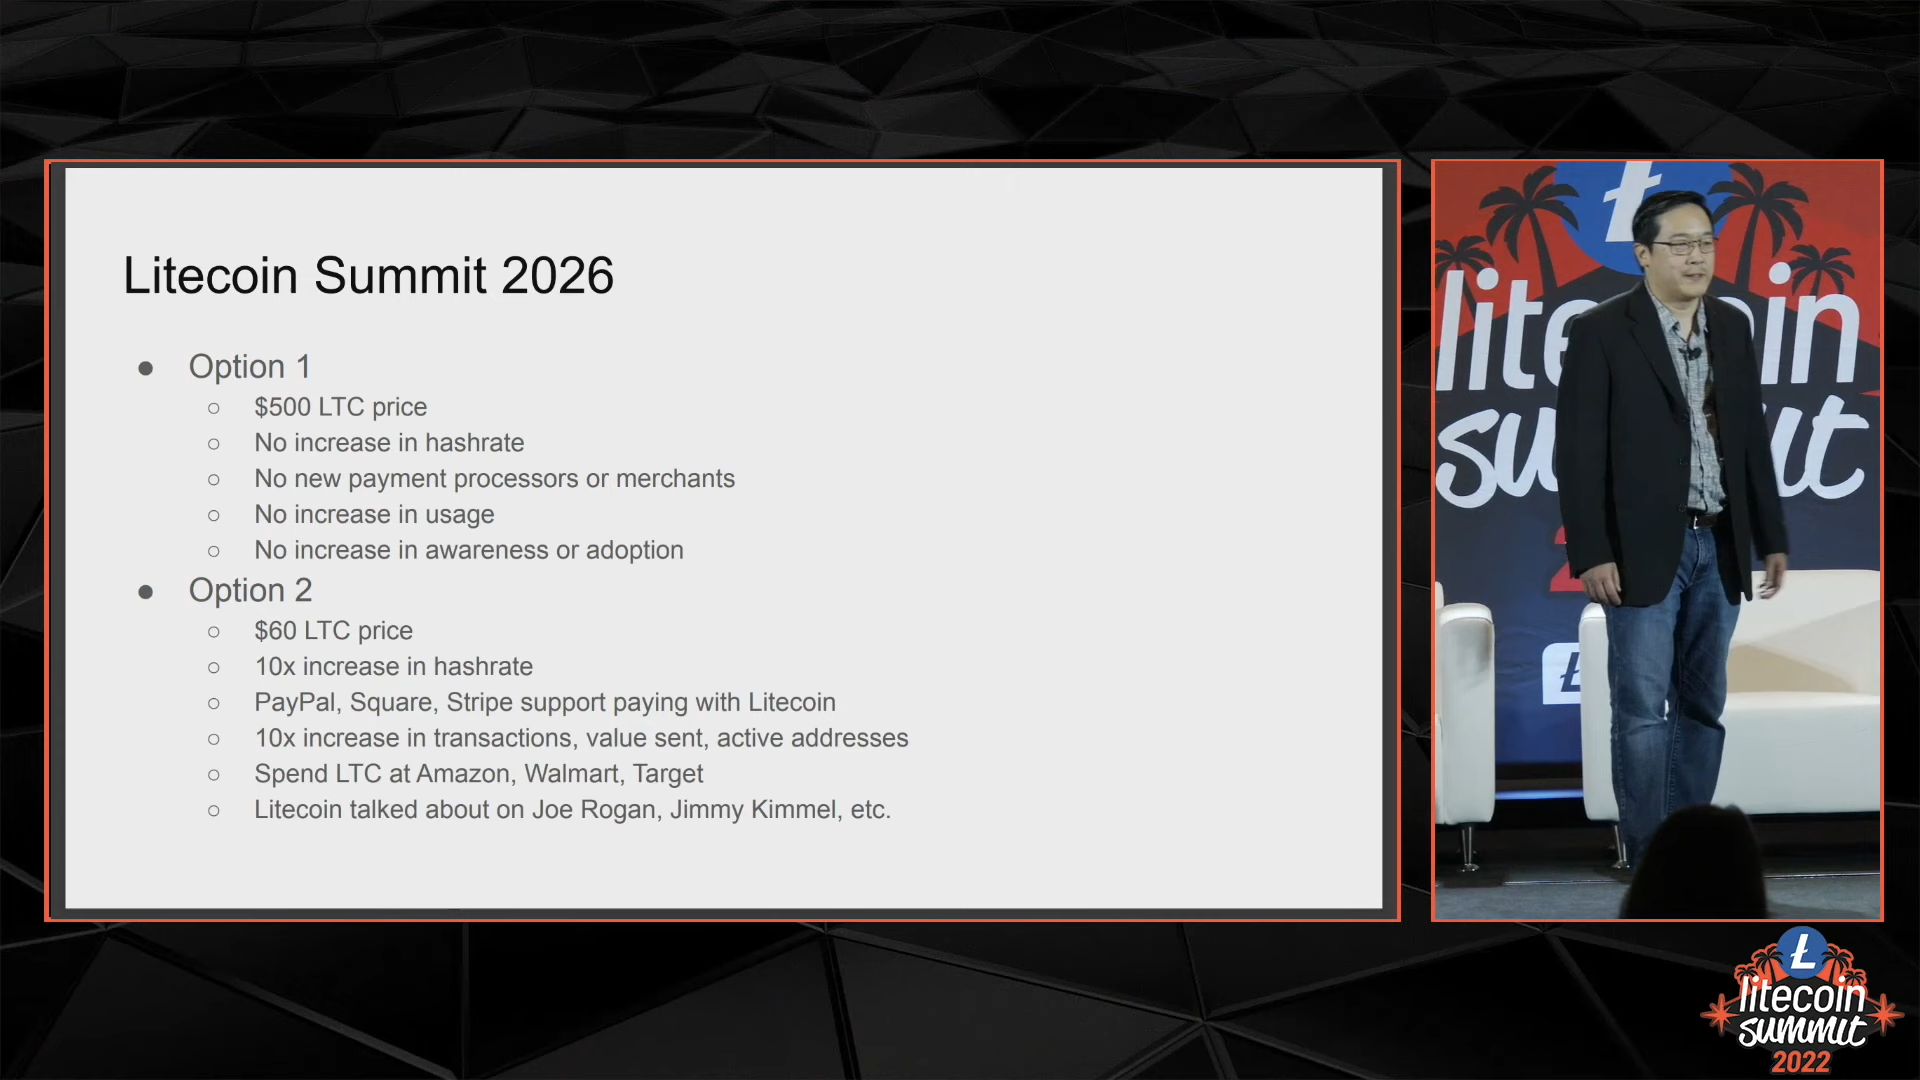 Litecoin Summit 2026
● Option 1
○ $500 LTC price
○ No increase in hashrate
○ No new payment processors or merchants
○ No increase in usage
○ No increase in awareness or adoption
● Option 2
○ $60 LTC price
○ 10x increase in hashrate
○ PayPal, Square, Stripe support paying with Litecoin
○ 10x increase in transactions, value sent, active addresses
○ Spend LTC at Amazon, Walmart, Target
○ Litecoin talked about on Joe Rogan, Jimmy Kimmel, etc.
litecoin
summit
2022